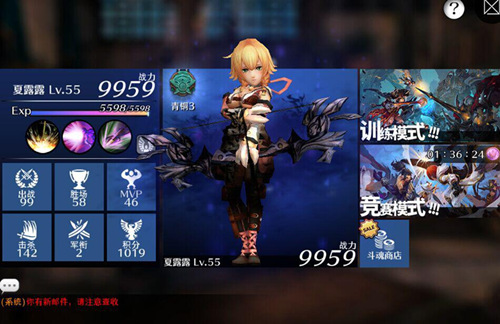 ?
战力
夏露露 Lv.55 9959
Exp 5598/5598
出战
99
胜场
58
MVP
46
击杀
142
军衔
2
积分
1019
青铜3
战力
夏露露 Lv.55 9959
训练模式!!!
01:36:24
竞赛模式!!!
SALE
斗魂商店
(系统)你有新邮件，请注意查收